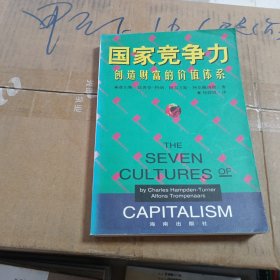 国家竞争力
创造财富的价值体系
THE
SEVEN
CULTURES OF
by Charles Hampden-Turner
Alfons Trompenaars
CAPITALISM
海南出版社